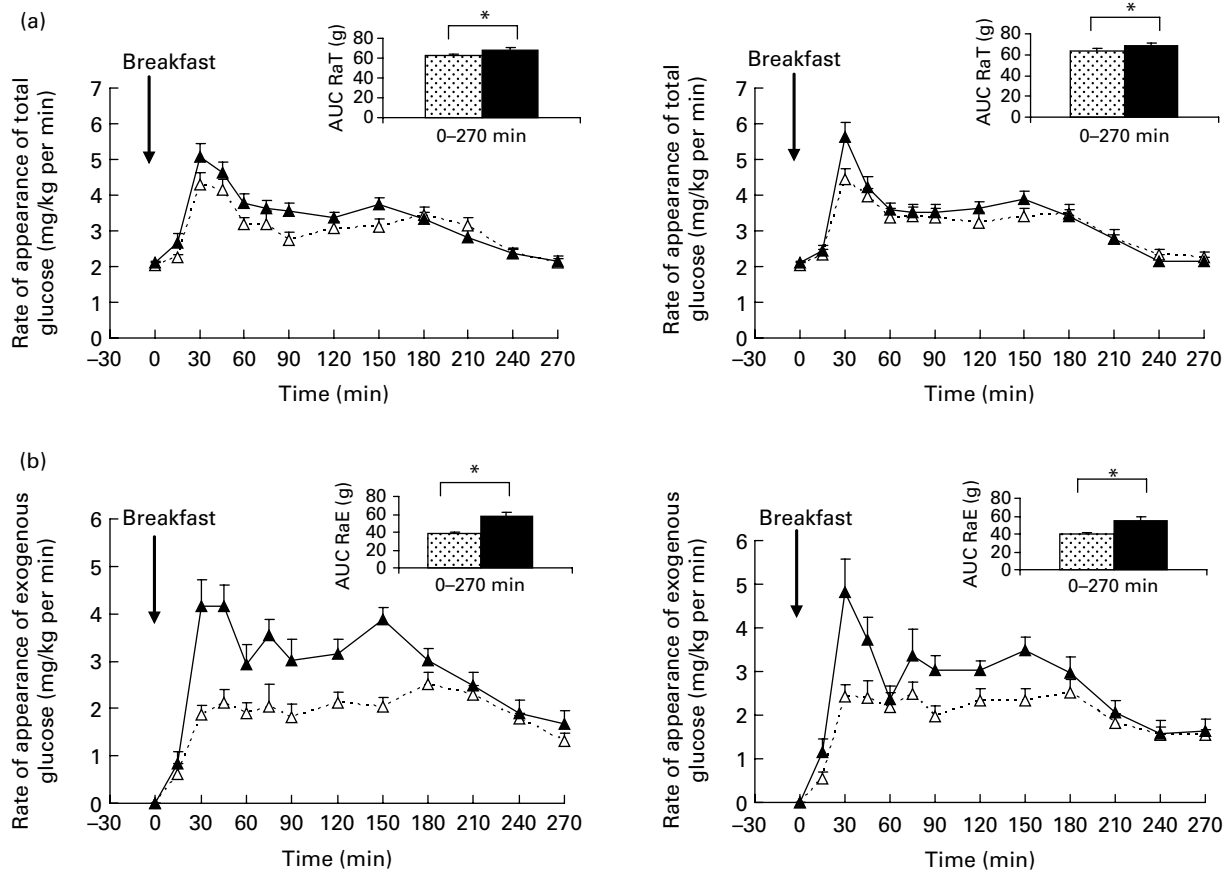 (a)
Breakfast
Rate of appearance of total
glucose (mg/kg per min)
7
6
5
4
3
2
1
0
–30 0 30 60 90 120 150 180 210 240 270
Time (min)
*
AUC RaT (g)
80
60
40
20
0
0–270 min
Breakfast
Rate of appearance of total
glucose (mg/kg per min)
7
6
5
4
3
2
1
0
–30 0 30 60 90 120 150 180 210 240 270
Time (min)
*
AUC RaT (g)
80
60
40
20
0
0–270 min
(b)
Breakfast
Rate of appearance of exogenous
glucose (mg/kg per min)
6
5
4
3
2
1
0
–30 0 30 60 90 120 150 180 210 240 270
Time (min)
*
AUC RaE (g)
80
60
40
20
0
0–270 min
Breakfast
Rate of appearance of exogenous
glucose (mg/kg per min)
6
5
4
3
2
1
0
–30 0 30 60 90 120 150 180 210 240 270
Time (min)
*
AUC RaE (g)
80
60
40
20
0
0–270 min